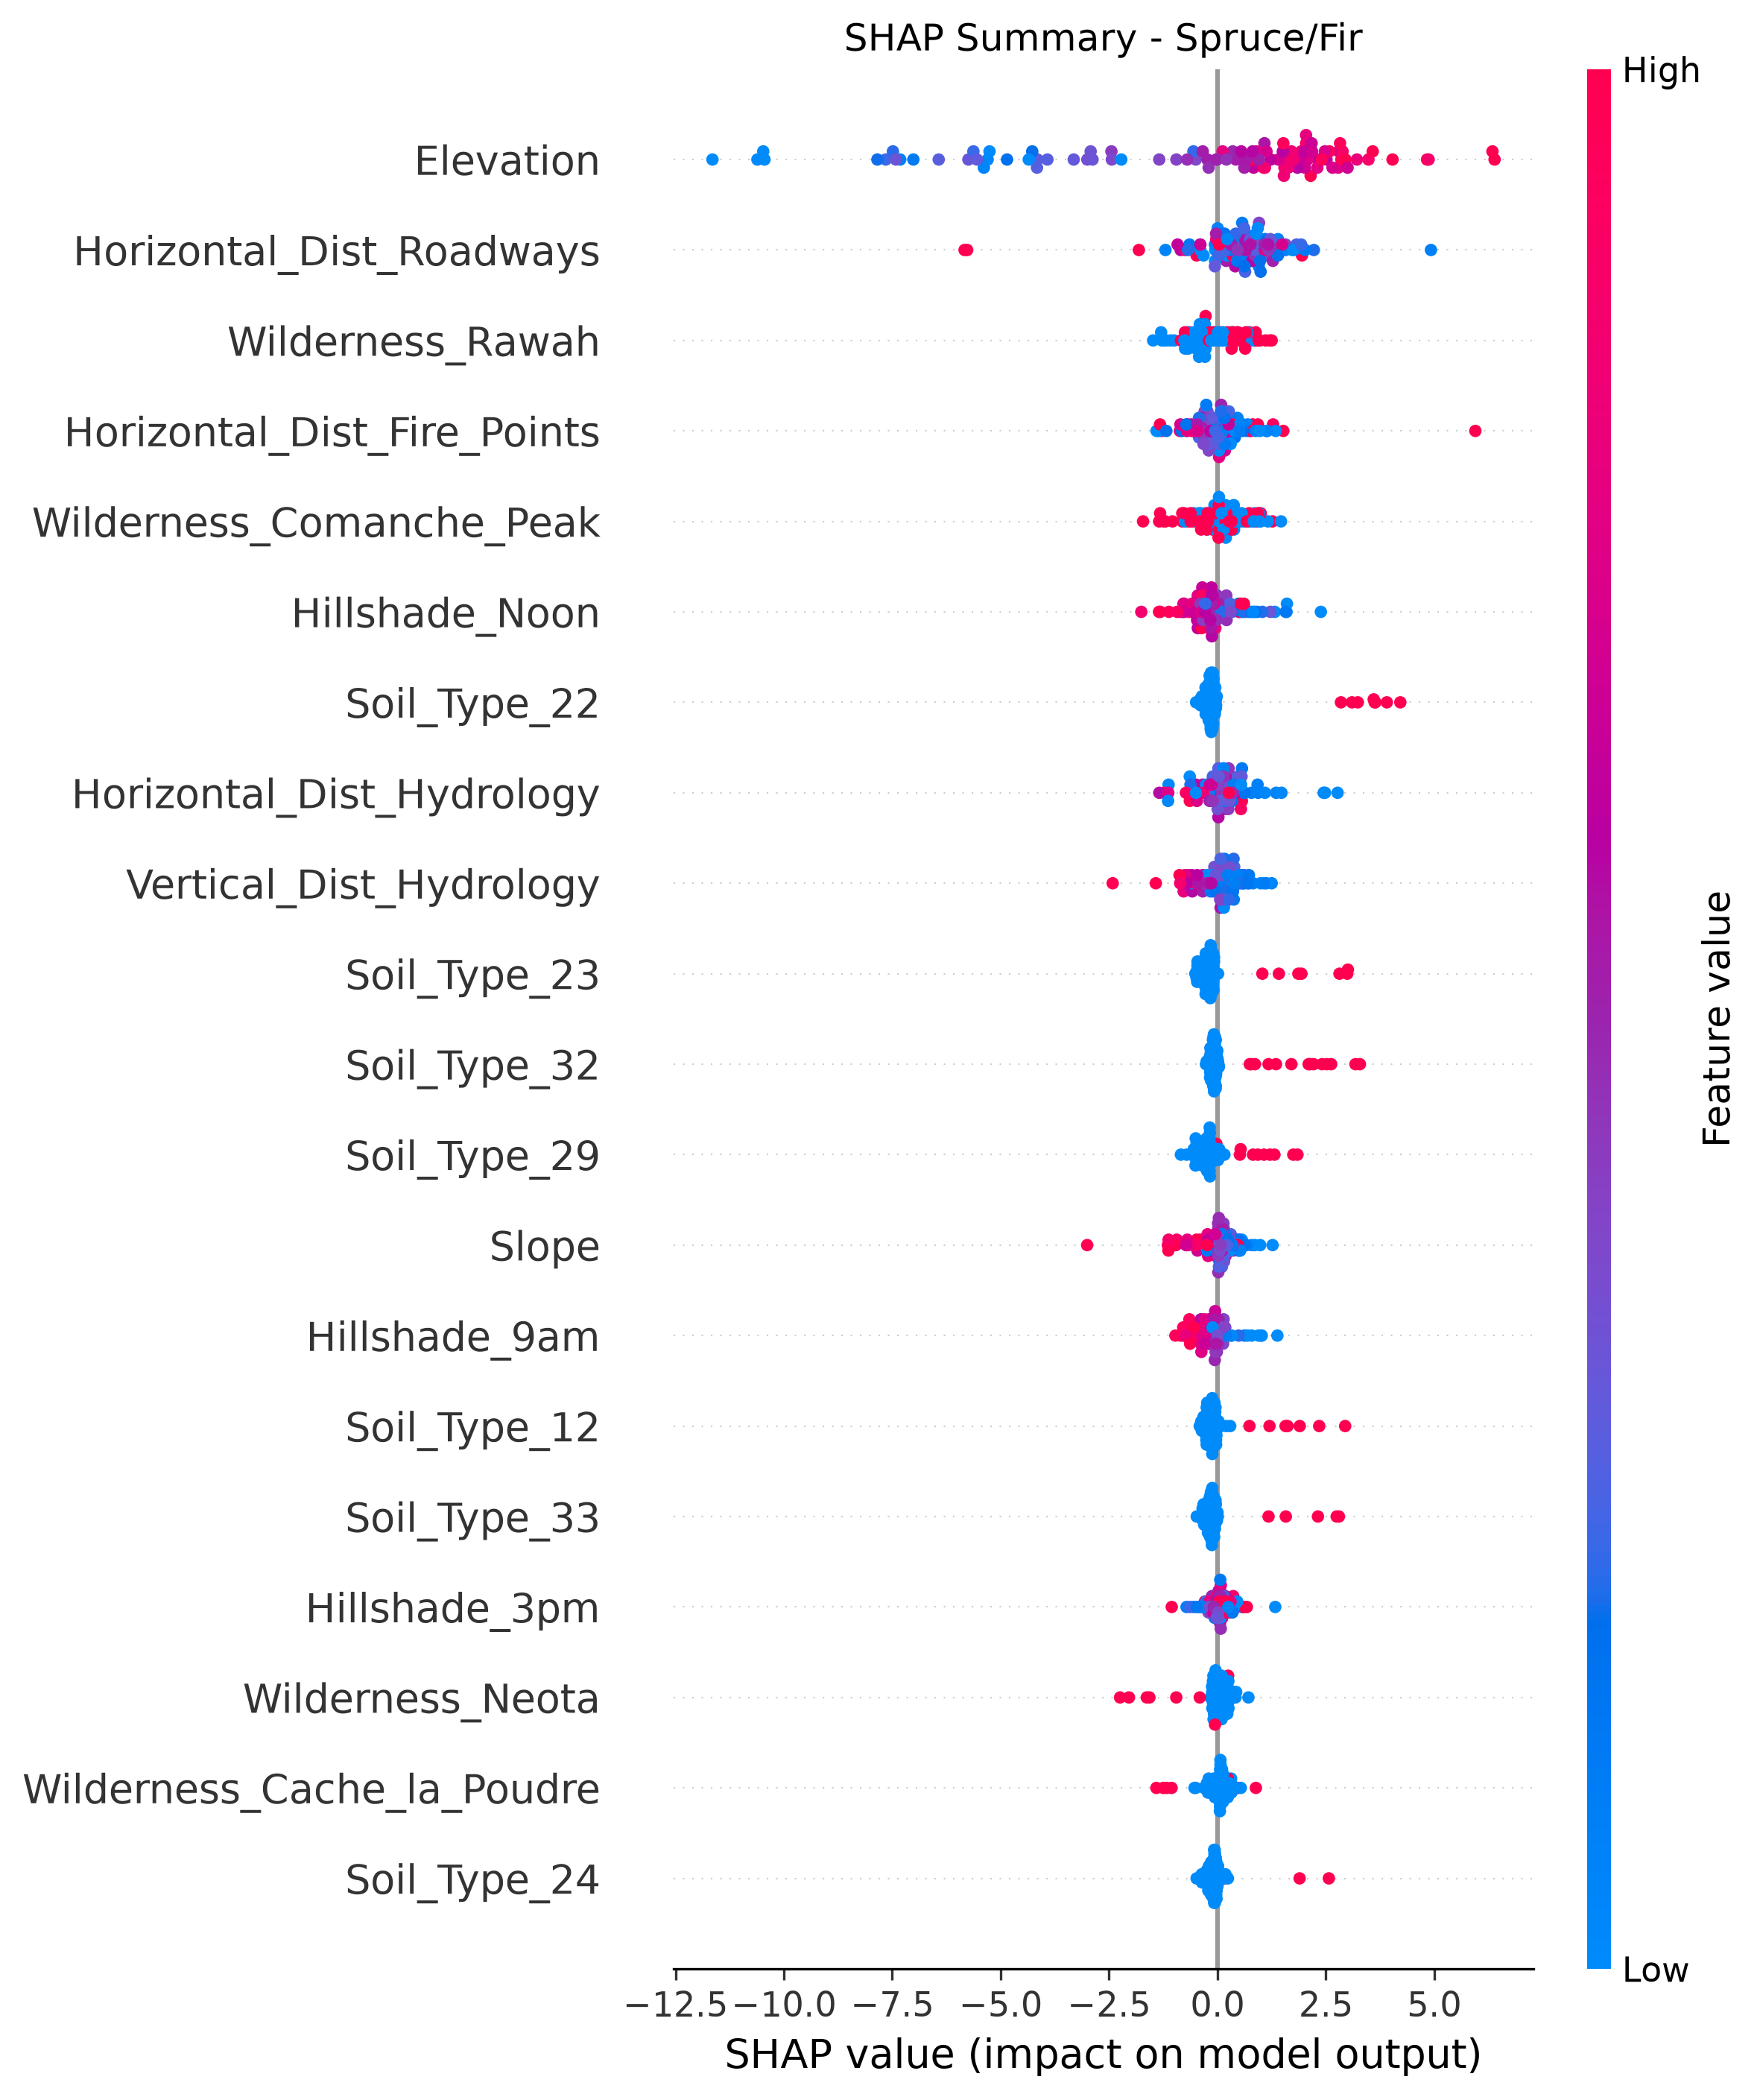 SHAP Summary - Spruce/Fir
High
Elevation
Horizontal_Dist_Roadways
Wilderness_Rawah
Horizontal_Dist_Fire_Points
Wilderness_Comanche_Peak
Hillshade_Noon
Soil_Type_22
Horizontal_Dist_Hydrology
Vertical_Dist_Hydrology
Soil_Type_23
Soil_Type_32
Soil_Type_29
Slope
Hillshade_9am
Soil_Type_12
Soil_Type_33
Hillshade_3pm
Wilderness_Neota
Wilderness_Cache_la_Poudre
Soil_Type_24
Feature value
Low
−12.5 −10.0 −7.5 −5.0 −2.5 0.0 2.5 5.0
SHAP value (impact on model output)